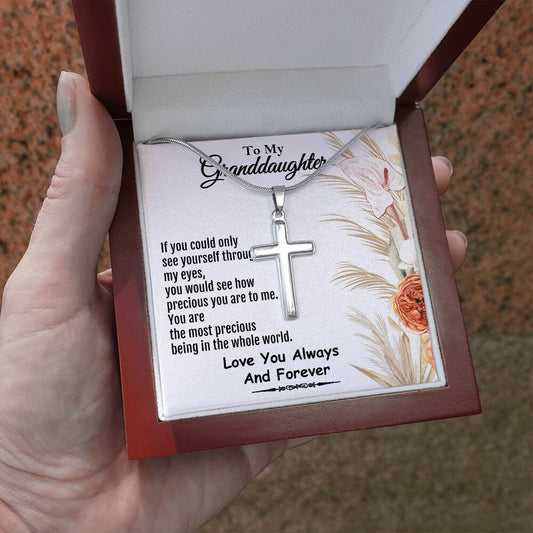 To My
Granddaughter
If you could only
see yourself through
my eyes,
you would see how
precious you are to me.
You are
the most precious
being in the whole world.
Love You Always
And Forever